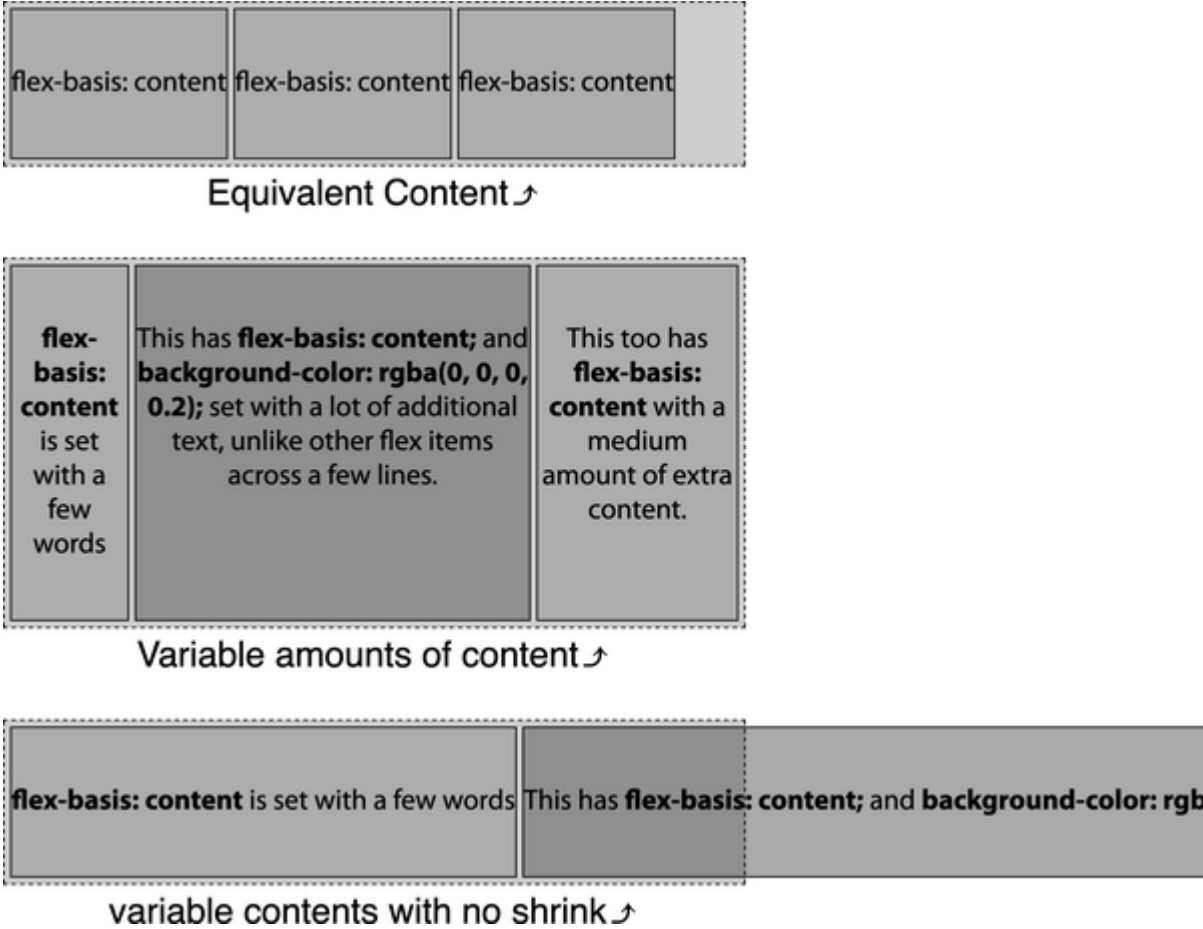 flex-basis: content flex-basis: content flex-basis: content
Equivalent Content⤴
flex-
basis:
content
is set
with a
few
words
This has flex-basis: content; and
background-color: rgba(0, 0, 0,
0.2); set with a lot of additional
text, unlike other flex items
across a few lines.
This too has
flex-basis:
content with a
medium
amount of extra
content.
Variable amounts of content⤴
flex-basis: content is set with a few words This has flex-basis: content; and background-color: rgb
variable contents with no shrink⤴